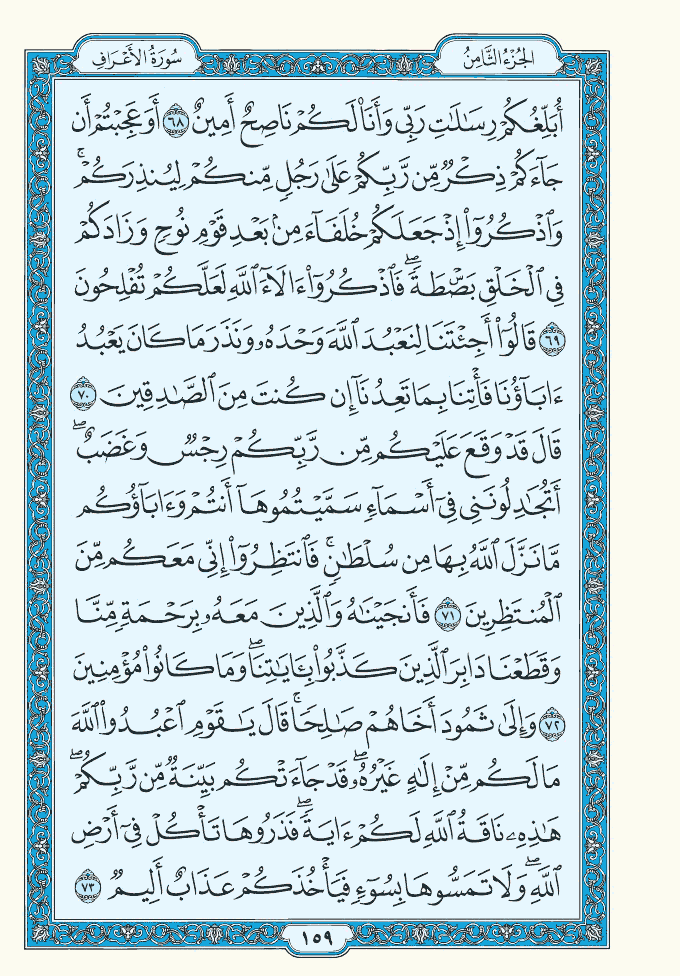 الجُزْءُ الثَّامِنُ
سُورَةُ الأَعْرَافِ
أُبَلِّغُكُمْ رِسَـٰلَـٰتِ رَبِّى وَأَنَا۠ لَكُمْ نَاصِحٌ أَمِينٌ ٦٨ أَوَعَجِبْتُمْ أَن
جَآءَكُمْ ذِكْرٌ مِّن رَّبِّكُمْ عَلَىٰ رَجُلٍ مِّنكُمْ لِيُنذِرَكُمْ ۚ
وَٱذْكُرُوٓا۟ إِذْ جَعَلَكُمْ خُلَفَآءَ مِنۢ بَعْدِ قَوْمِ نُوحٍ وَزَادَكُمْ
فِى ٱلْخَلْقِ بَصْۜطَةً ۖ فَٱذْكُرُوٓا۟ ءَالَآءَ ٱللَّهِ لَعَلَّكُمْ تُفْلِحُونَ
٦٩ قَالُوٓا۟ أَجِئْتَنَا لِنَعْبُدَ ٱللَّهَ وَحْدَهُۥ وَنَذَرَ مَا كَانَ يَعْبُدُ
ءَابَآؤُنَا فَأْتِنَا بِمَا تَعِدُنَآ إِن كُنتَ مِنَ ٱلصَّـٰدِقِينَ ٧٠
قَالَ قَدْ وَقَعَ عَلَيْكُم مِّن رَّبِّكُمْ رِجْسٌ وَغَضَبٌ ۖ
أَتُجَـٰدِلُونَنِى فِىٓ أَسْمَآءٍ سَمَّيْتُمُوهَآ أَنتُمْ وَءَابَآؤُكُم
مَّا نَزَّلَ ٱللَّهُ بِهَا مِن سُلْطَـٰنٍ ۚ فَٱنتَظِرُوٓا۟ إِنِّى مَعَكُم مِّنَ
ٱلْمُنتَظِرِينَ ٧١ فَأَنجَيْنَـٰهُ وَٱلَّذِينَ مَعَهُۥ بِرَحْمَةٍ مِّنَّا
وَقَطَعْنَا دَابِرَ ٱلَّذِينَ كَذَّبُوا۟ بِـَٔايَـٰتِنَا ۖ وَمَا كَانُوا۟ مُؤْمِنِينَ
٧٢ وَإِلَىٰ ثَمُودَ أَخَاهُمْ صَـٰلِحًا ۗ قَالَ يَـٰقَوْمِ ٱعْبُدُوا۟ ٱللَّهَ
مَا لَكُم مِّنْ إِلَـٰهٍ غَيْرُهُۥ ۖ قَدْ جَآءَتْكُم بَيِّنَةٌ مِّن رَّبِّكُمْ ۖ
هَـٰذِهِۦ نَاقَةُ ٱللَّهِ لَكُمْ ءَايَةً ۖ فَذَرُوهَا تَأْكُلْ فِىٓ أَرْضِ
ٱللَّهِ ۖ وَلَا تَمَسُّوهَا بِسُوٓءٍ فَيَأْخُذَكُمْ عَذَابٌ أَلِيمٌ ٧٣
١٥٩